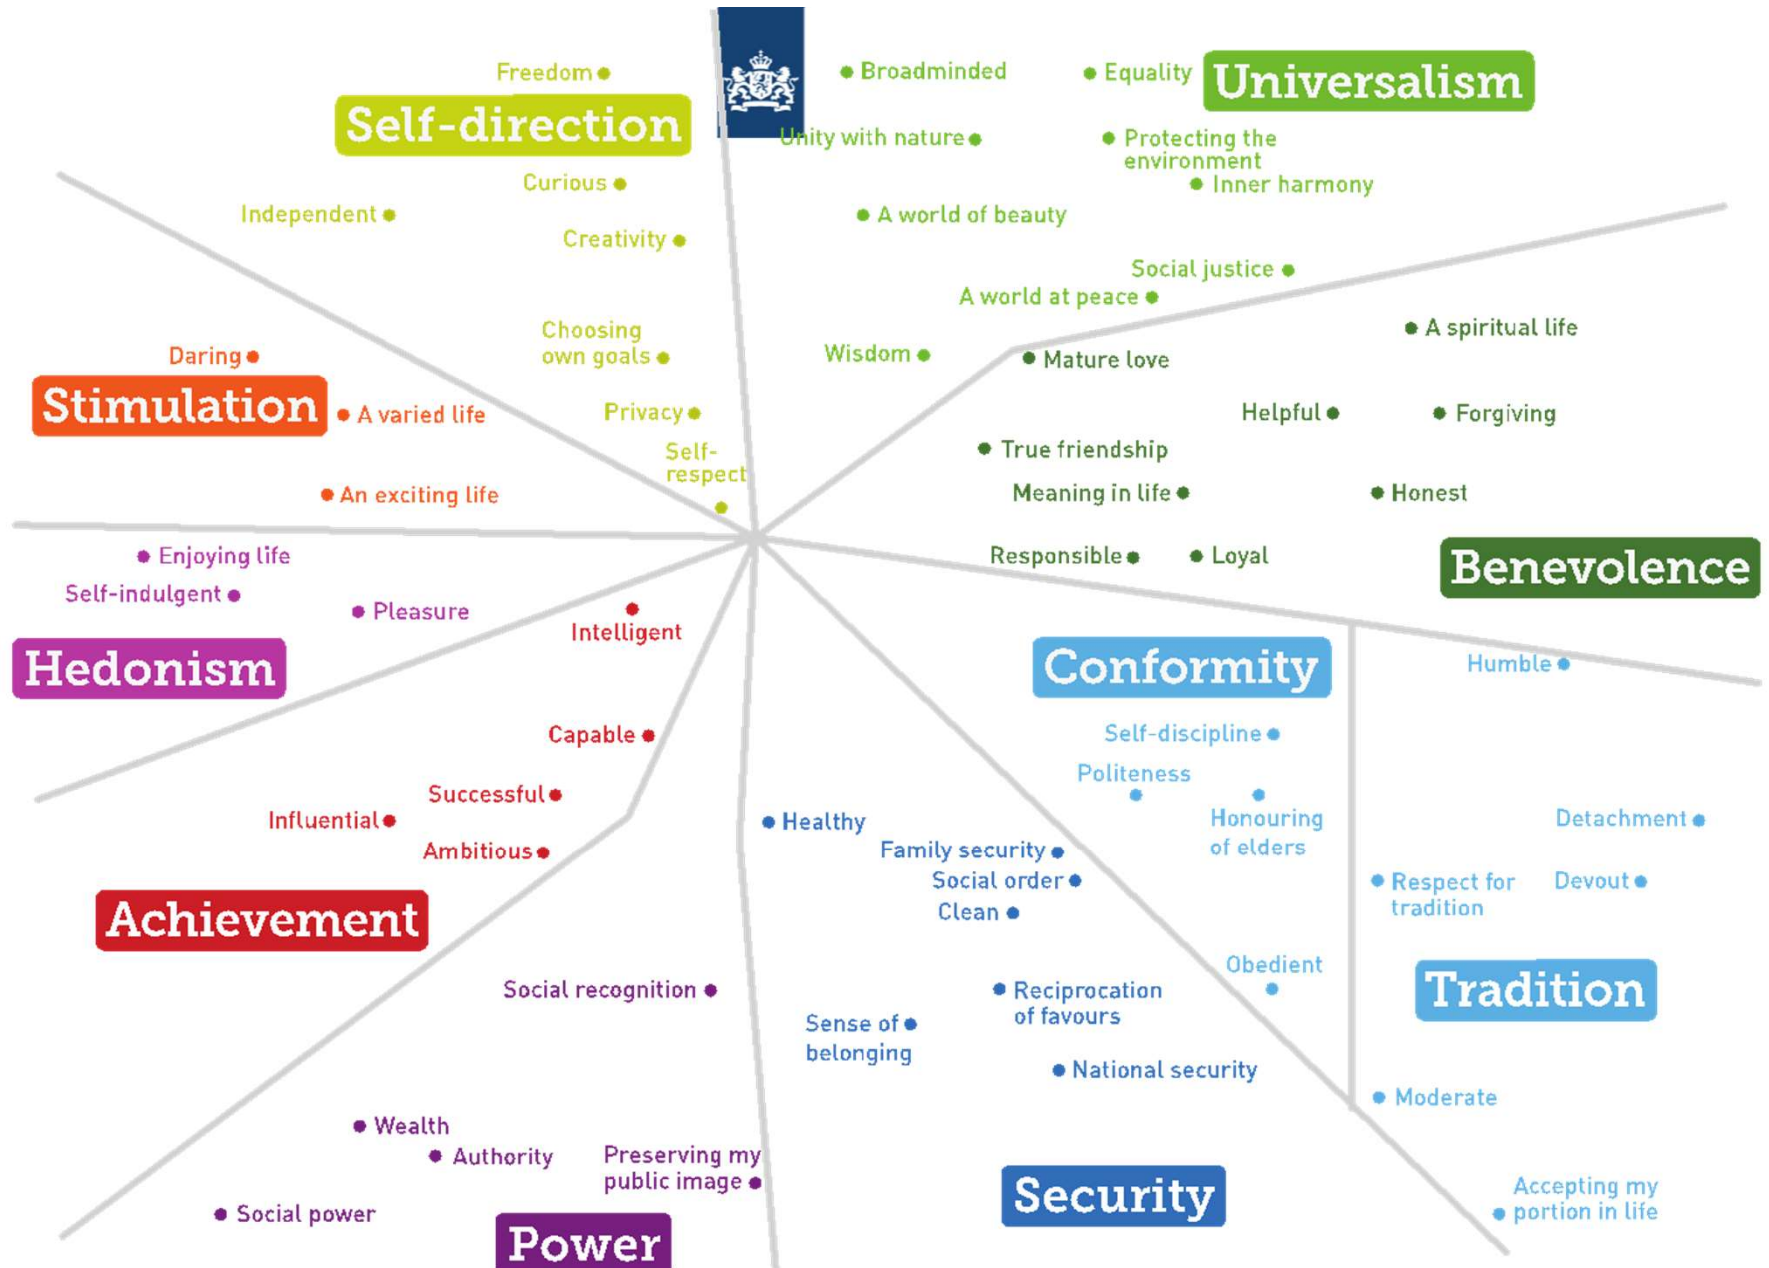 Freedom
Self-direction
Curious
Independent
Creativity
Choosing
own goals
Privacy
Self-
respect
Broadminded
Equality
Universalism
Unity with nature
Protecting the
environment
Inner harmony
A world of beauty
Social justice
A world at peace
Wisdom
Daring
Stimulation
A varied life
An exciting life
A spiritual life
Mature love
Helpful
Forgiving
True friendship
Meaning in life
Honest
Responsible
Loyal
Benevolence
Enjoying life
Self-indulgent
Pleasure
Hedonism
Intelligent
Capable
Successful
Influential
Ambitious
Achievement
Conformity
Humble
Self-discipline
Politeness
Honouring
of elders
Obedient
Detachment
Respect for
tradition
Devout
Tradition
Moderate
Accepting my
portion in life
Healthy
Family security
Social order
Clean
Reciprocation
of favours
Sense of
belonging
National security
Security
Social recognition
Wealth
Authority
Preserving my
public image
Social power
Power